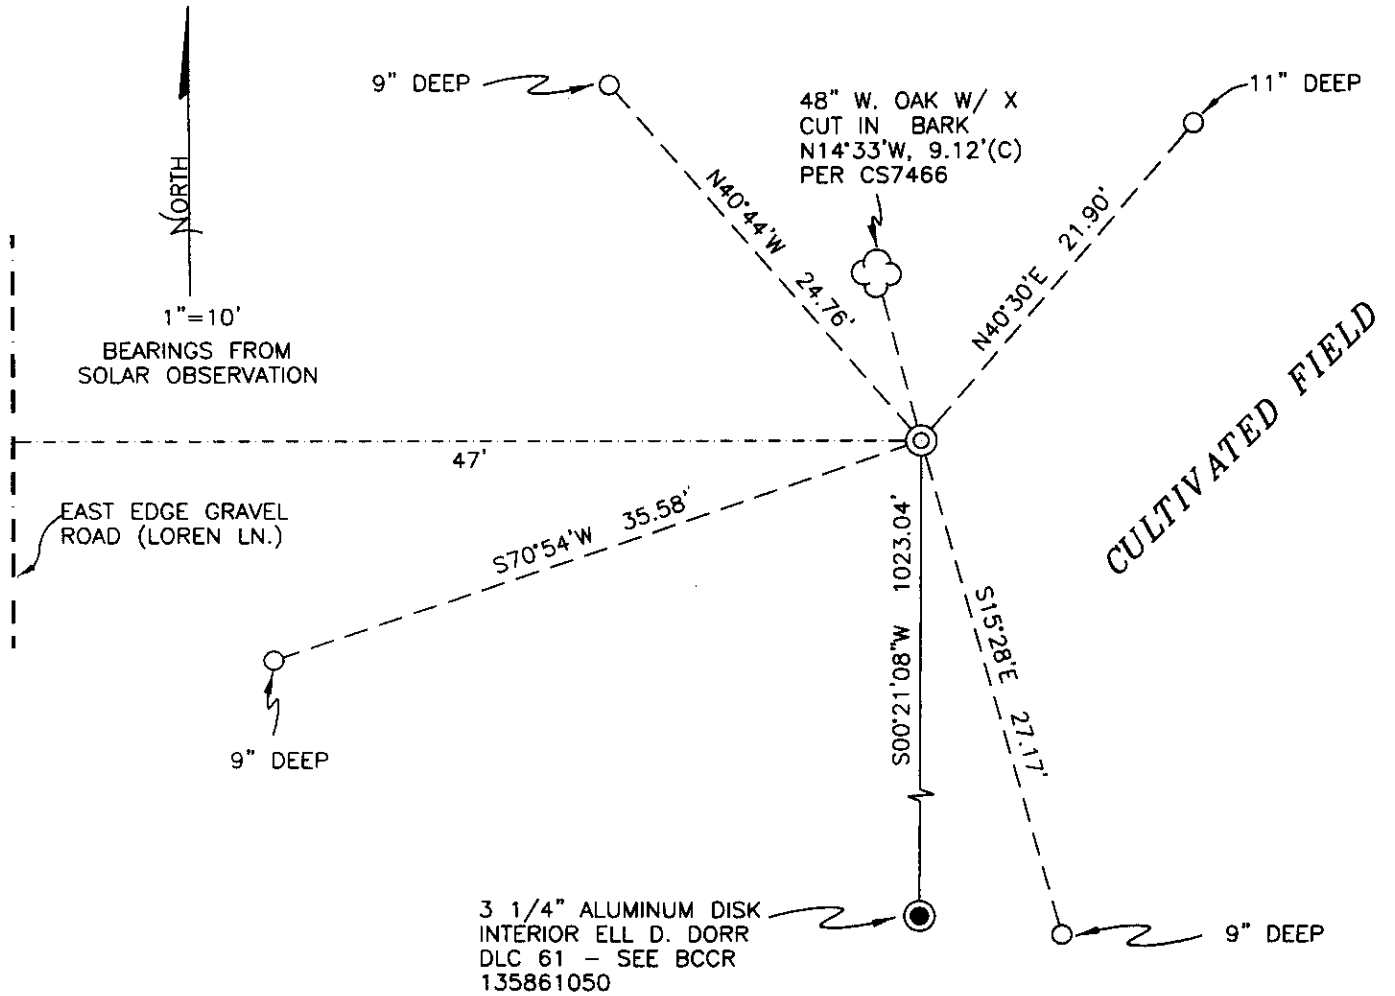 9" DEEP
48" W. OAK W/ X
CUT IN BARK
N14°33'W, 9.12'(C)
PER CS7466
11" DEEP
NORTH
N40°44'W 24.76'
N40°30'E 21.90'
1"=10'
BEARINGS FROM
SOLAR OBSERVATION
CULTIVATED FIELD
47'
EAST EDGE GRAVEL
ROAD (LOREN LN.)
S70°54'W 35.58'
S00°21'08"W 1023.04'
S15°28'E 27.17'
9" DEEP
3 1/4" ALUMINUM DISK
INTERIOR ELL D. DORR
DLC 61 – SEE BCCR
135861050
9" DEEP